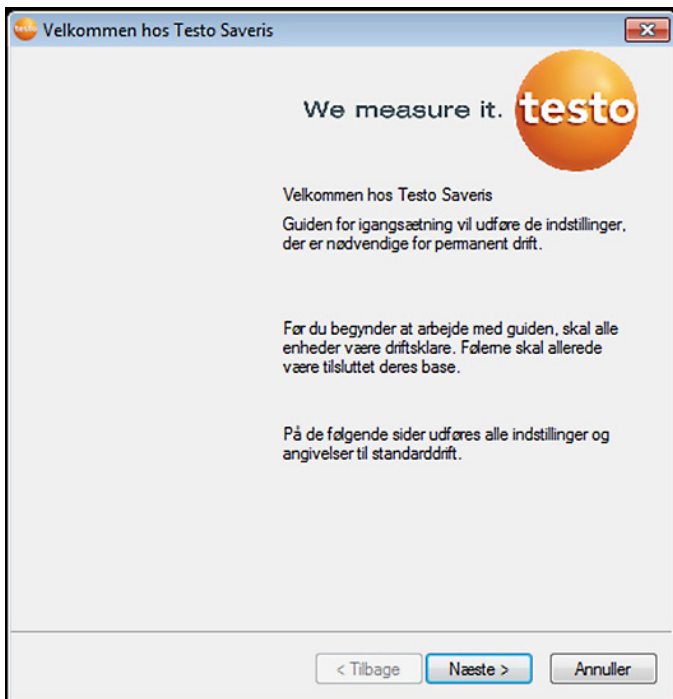 Velkommen hos Testo Saveris
We measure it.
testo
Velkommen hos Testo Saveris
Guiden for igangsætning vil udføre de indstillinger,
der er nødvendige for permanent drift.
Før du begynder at arbejde med guiden, skal alle
enheder være driftsklare. Følerne skal allerede
være tilsluttet deres base.
På de følgende sider udføres alle indstillinger og
angivelser til standarddrift.
< Tilbage
Næste >
Annuller